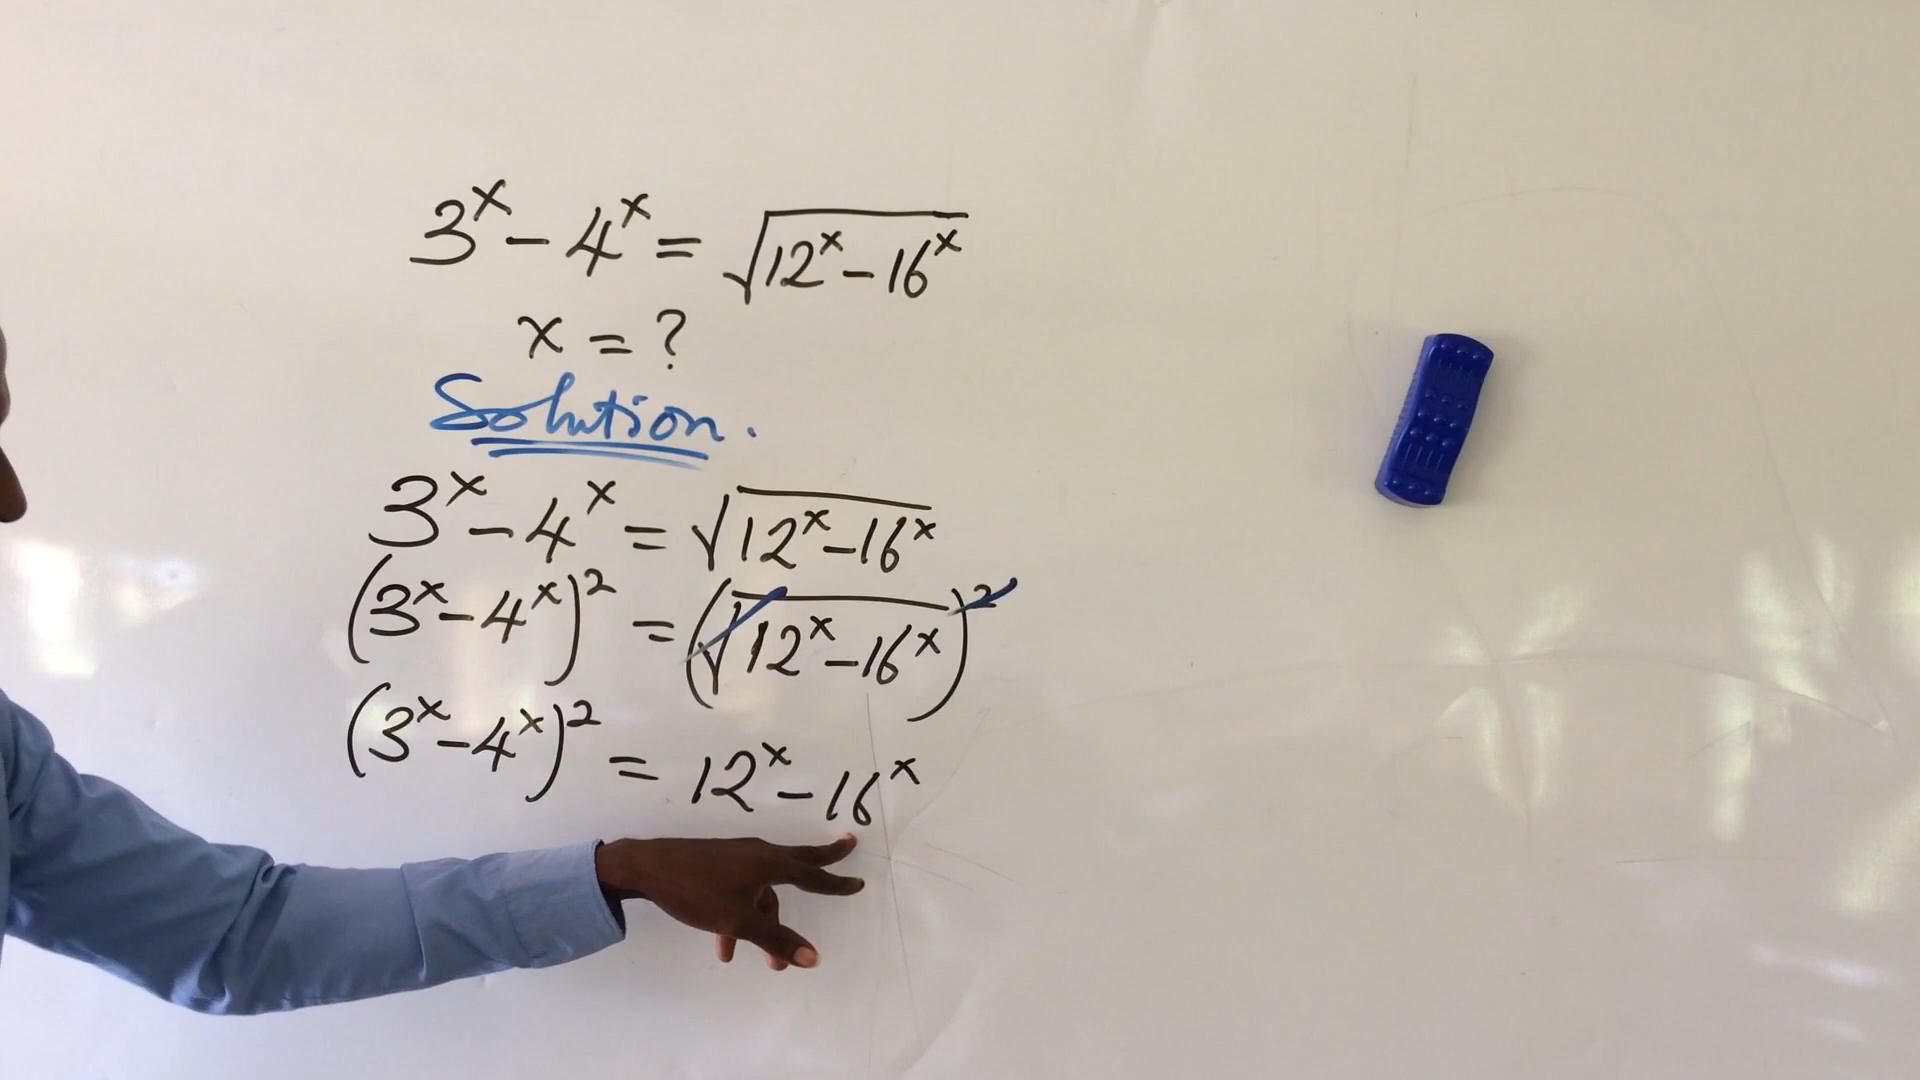 3^x - 4^x = √(12^x - 16^x)
x = ?
Solution.
3^x - 4^x = √(12^x - 16^x)
(3^x - 4^x)^2 = (√(12^x - 16^x))^2
(3^x - 4^x)^2 = 12^x - 16^x